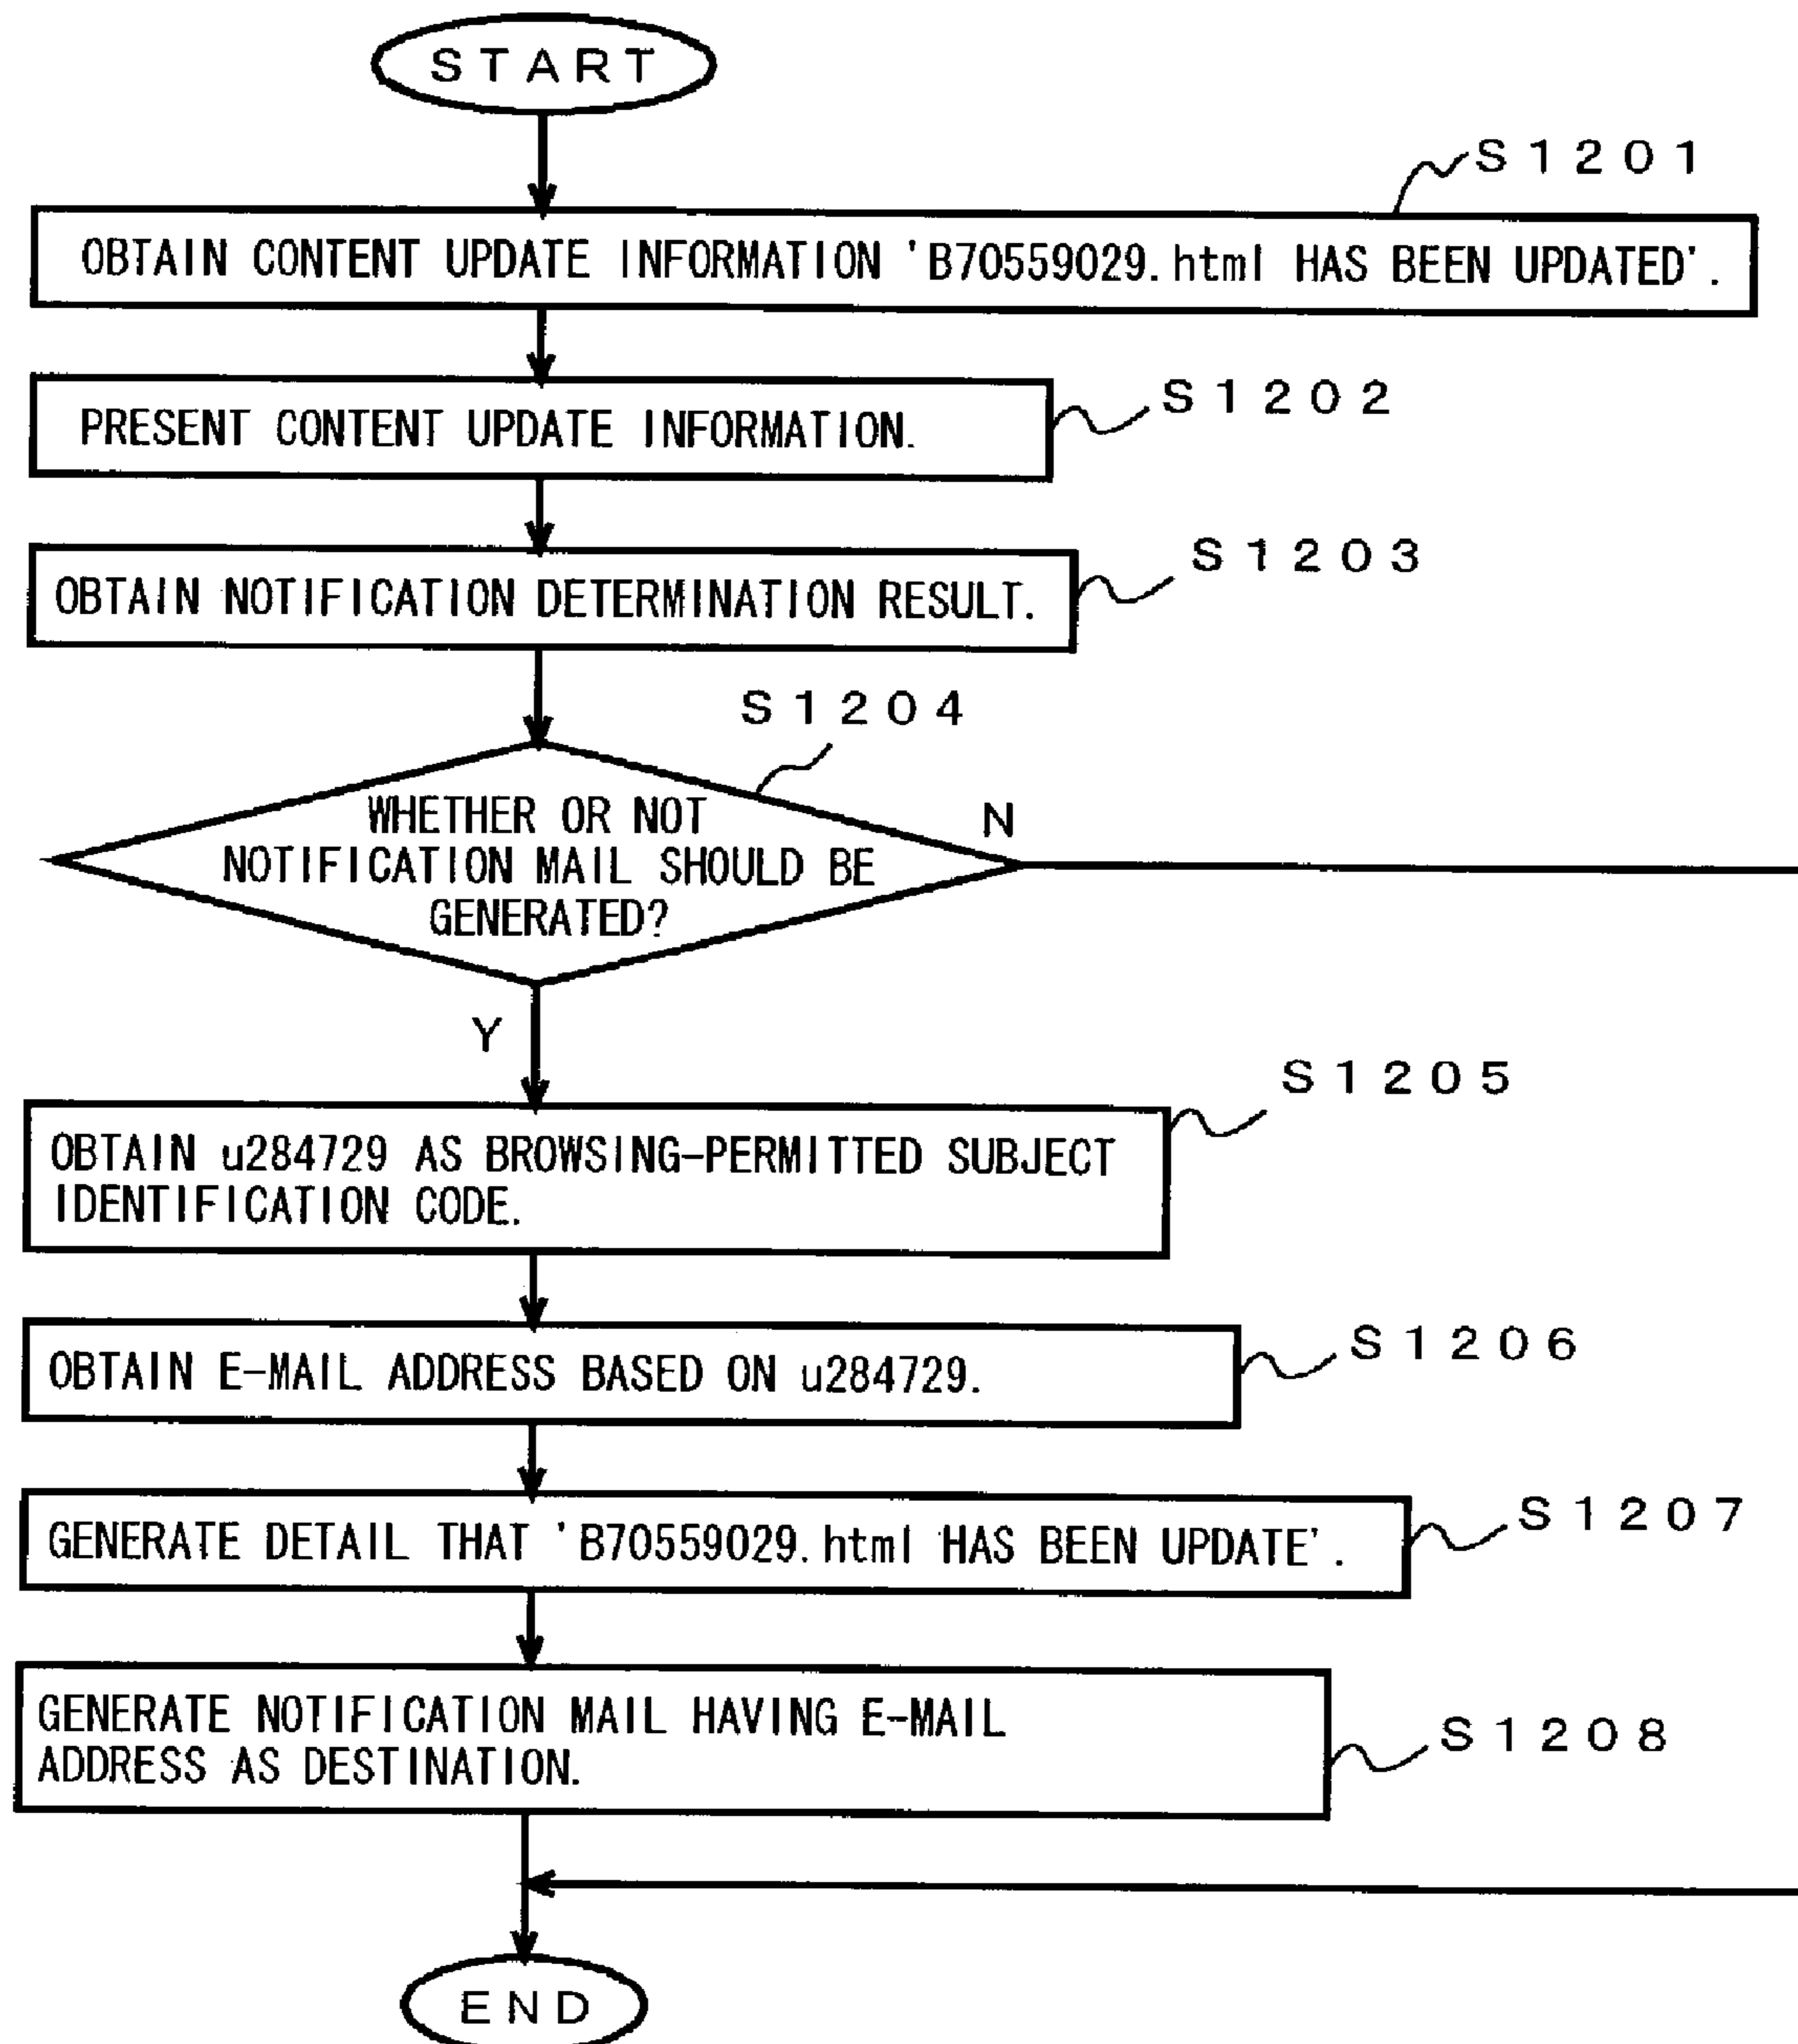 START
S1201
OBTAIN CONTENT UPDATE INFORMATION 'B70559029.html HAS BEEN UPDATED'.
S1202
PRESENT CONTENT UPDATE INFORMATION.
S1203
OBTAIN NOTIFICATION DETERMINATION RESULT.
S1204
WHETHER OR NOT
NOTIFICATION MAIL SHOULD BE
GENERATED?
N
Y
S1205
OBTAIN u284729 AS BROWSING-PERMITTED SUBJECT
IDENTIFICATION CODE.
S1206
OBTAIN E-MAIL ADDRESS BASED ON u284729.
S1207
GENERATE DETAIL THAT 'B70559029.html HAS BEEN UPDATE'.
GENERATE NOTIFICATION MAIL HAVING E-MAIL
ADDRESS AS DESTINATION.
S1208
END